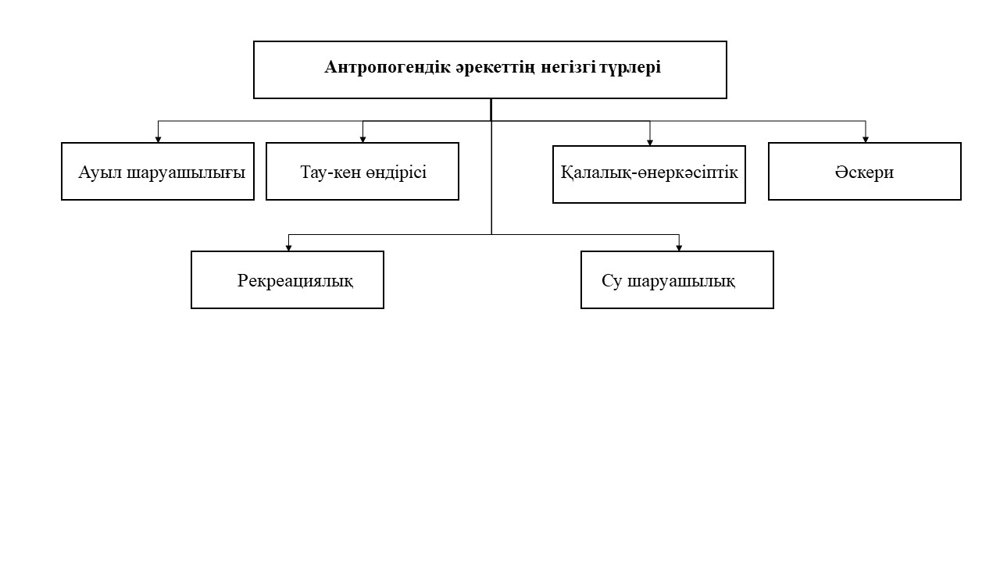 Антропогендік әрекеттің негізгі түрлері
Ауыл шаруашылығы
Тау-кен өндірісі
Қалалық-өнеркәсіптік
Әскери
Рекреациялық
Су шаруашылық